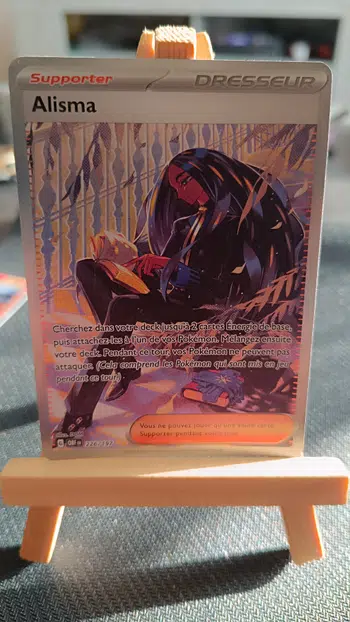 Supporter
DRESSEUR
Alisma
Cherchez dans votre deck jusqu'à 2 cartes Énergie de base,
puis attachez-les à l'un de vos Pokémon. Mélangez ensuite
votre deck. Pendant ce tour, vos Pokémon ne peuvent pas
attaquer. (Cela comprend les Pokémon qui sont mis en jeu
pendant ce tour.)
Vous ne pouvez jouer qu'une seule carte
Supporter pendant votre tour.
Illus.